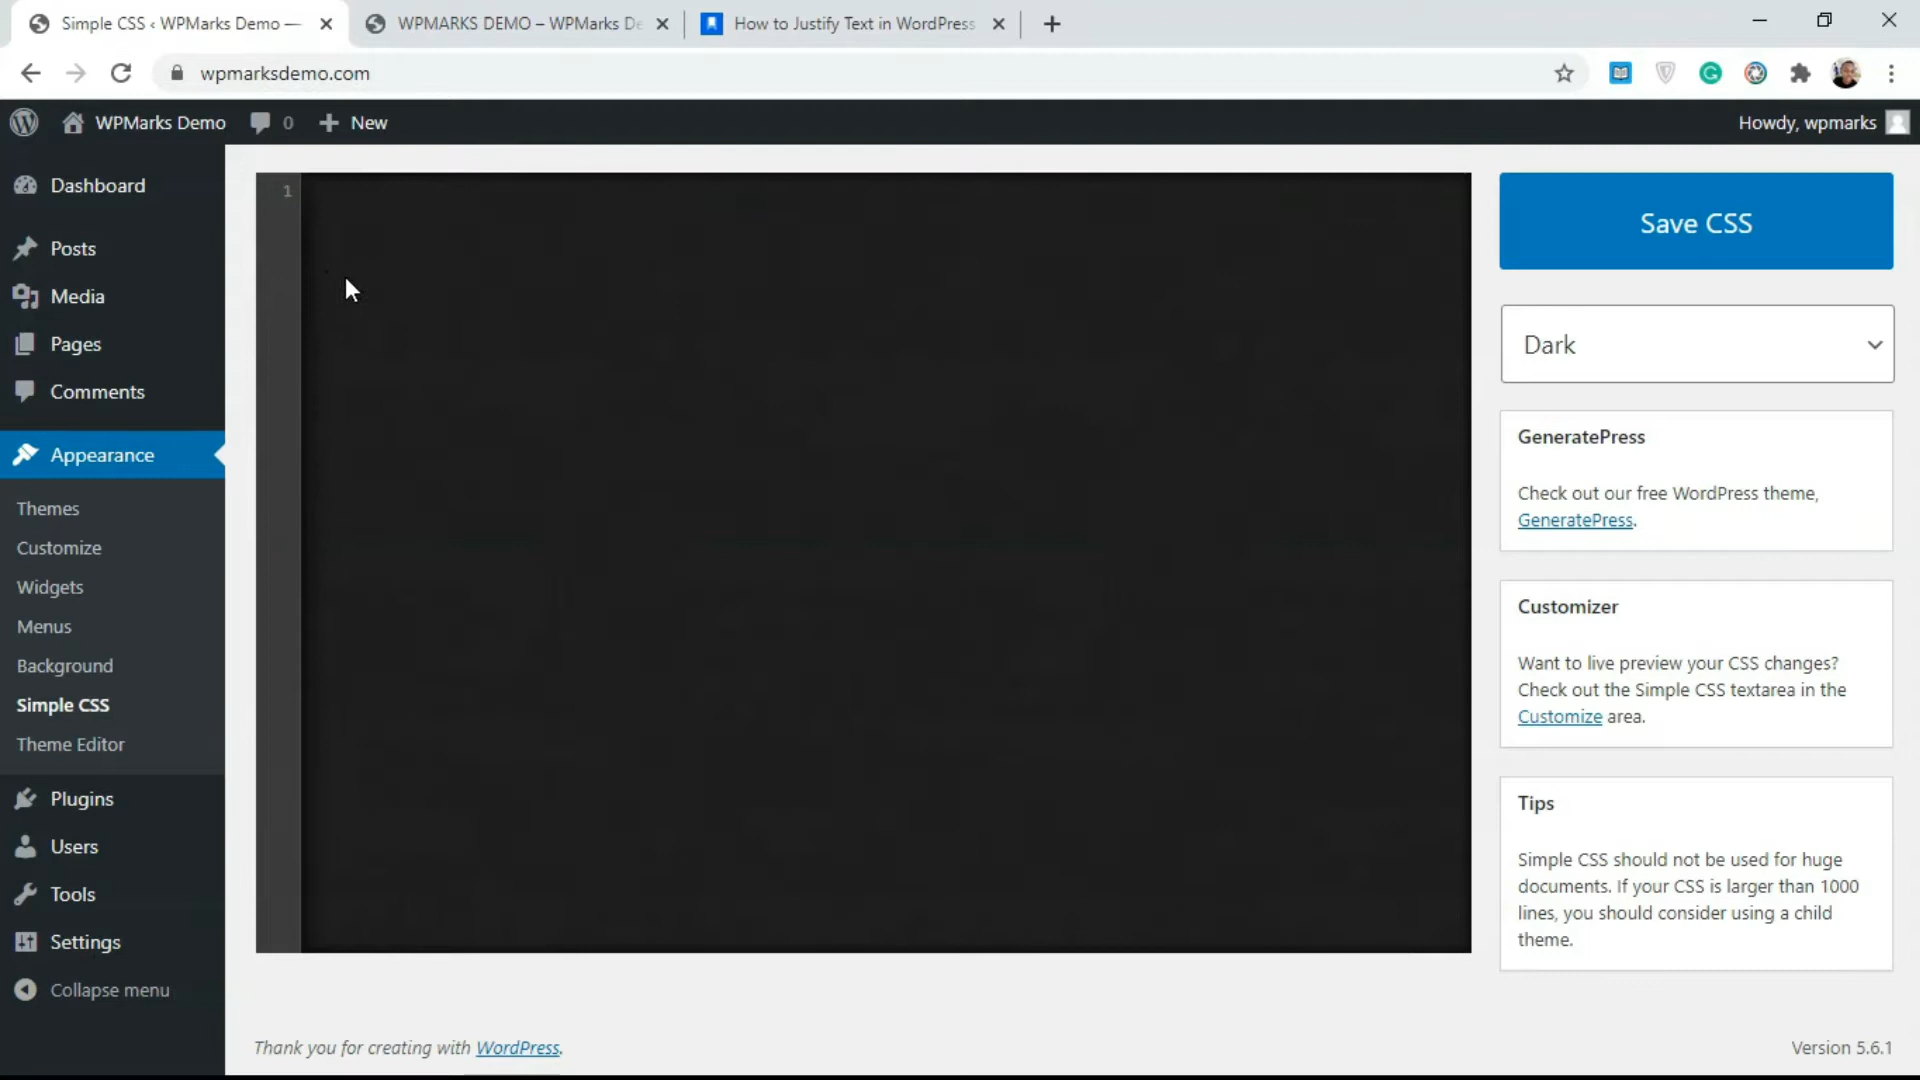 Simple CSS ‹ WPMarks Demo —
WPMARKS DEMO – WPMarks De
How to Justify Text in WordPress
wpmarksdemo.com
WPMarks Demo
0
New
Howdy, wpmarks
Dashboard
Posts
Media
Pages
Comments
Appearance
Themes
Customize
Widgets
Menus
Background
Simple CSS
Theme Editor
Plugins
Users
Tools
Settings
Collapse menu
1
Save CSS
Dark
GeneratePress
Check out our free WordPress theme,
GeneratePress.
Customizer
Want to live preview your CSS changes?
Check out the Simple CSS textarea in the
Customize area.
Tips
Simple CSS should not be used for huge
documents. If your CSS is larger than 1000
lines, you should consider using a child
theme.
Thank you for creating with WordPress.
Version 5.6.1